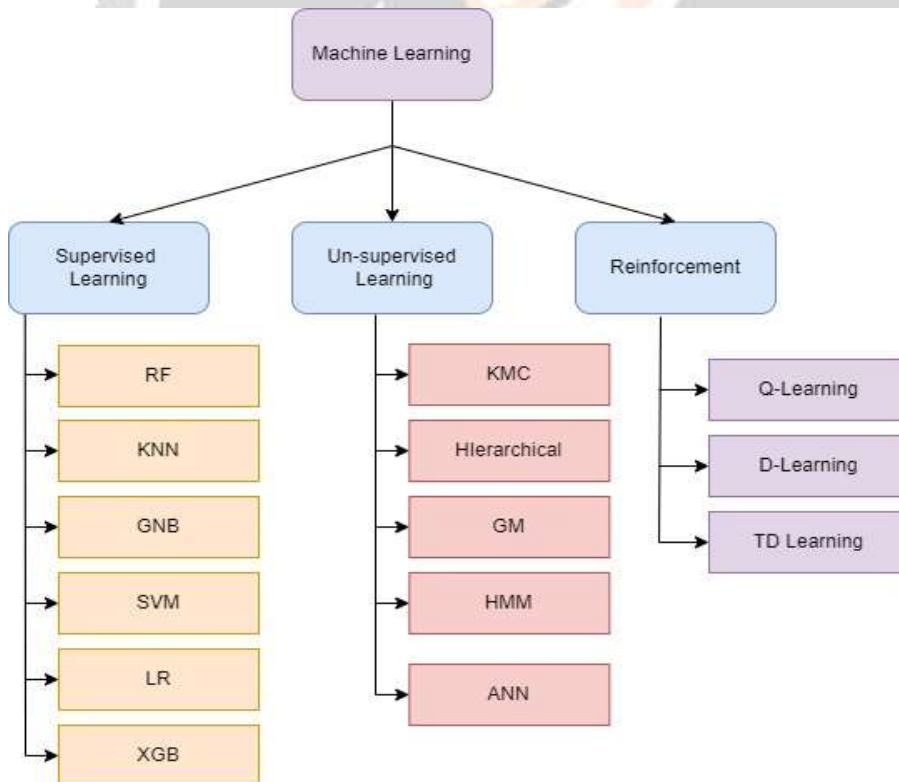 Machine Learning
Supervised
Learning
Un-supervised
Learning
Reinforcement
RF
KNN
GNB
SVM
LR
XGB
KMC
HIerarchical
GM
HMM
ANN
Q-Learning
D-Learning
TD Learning